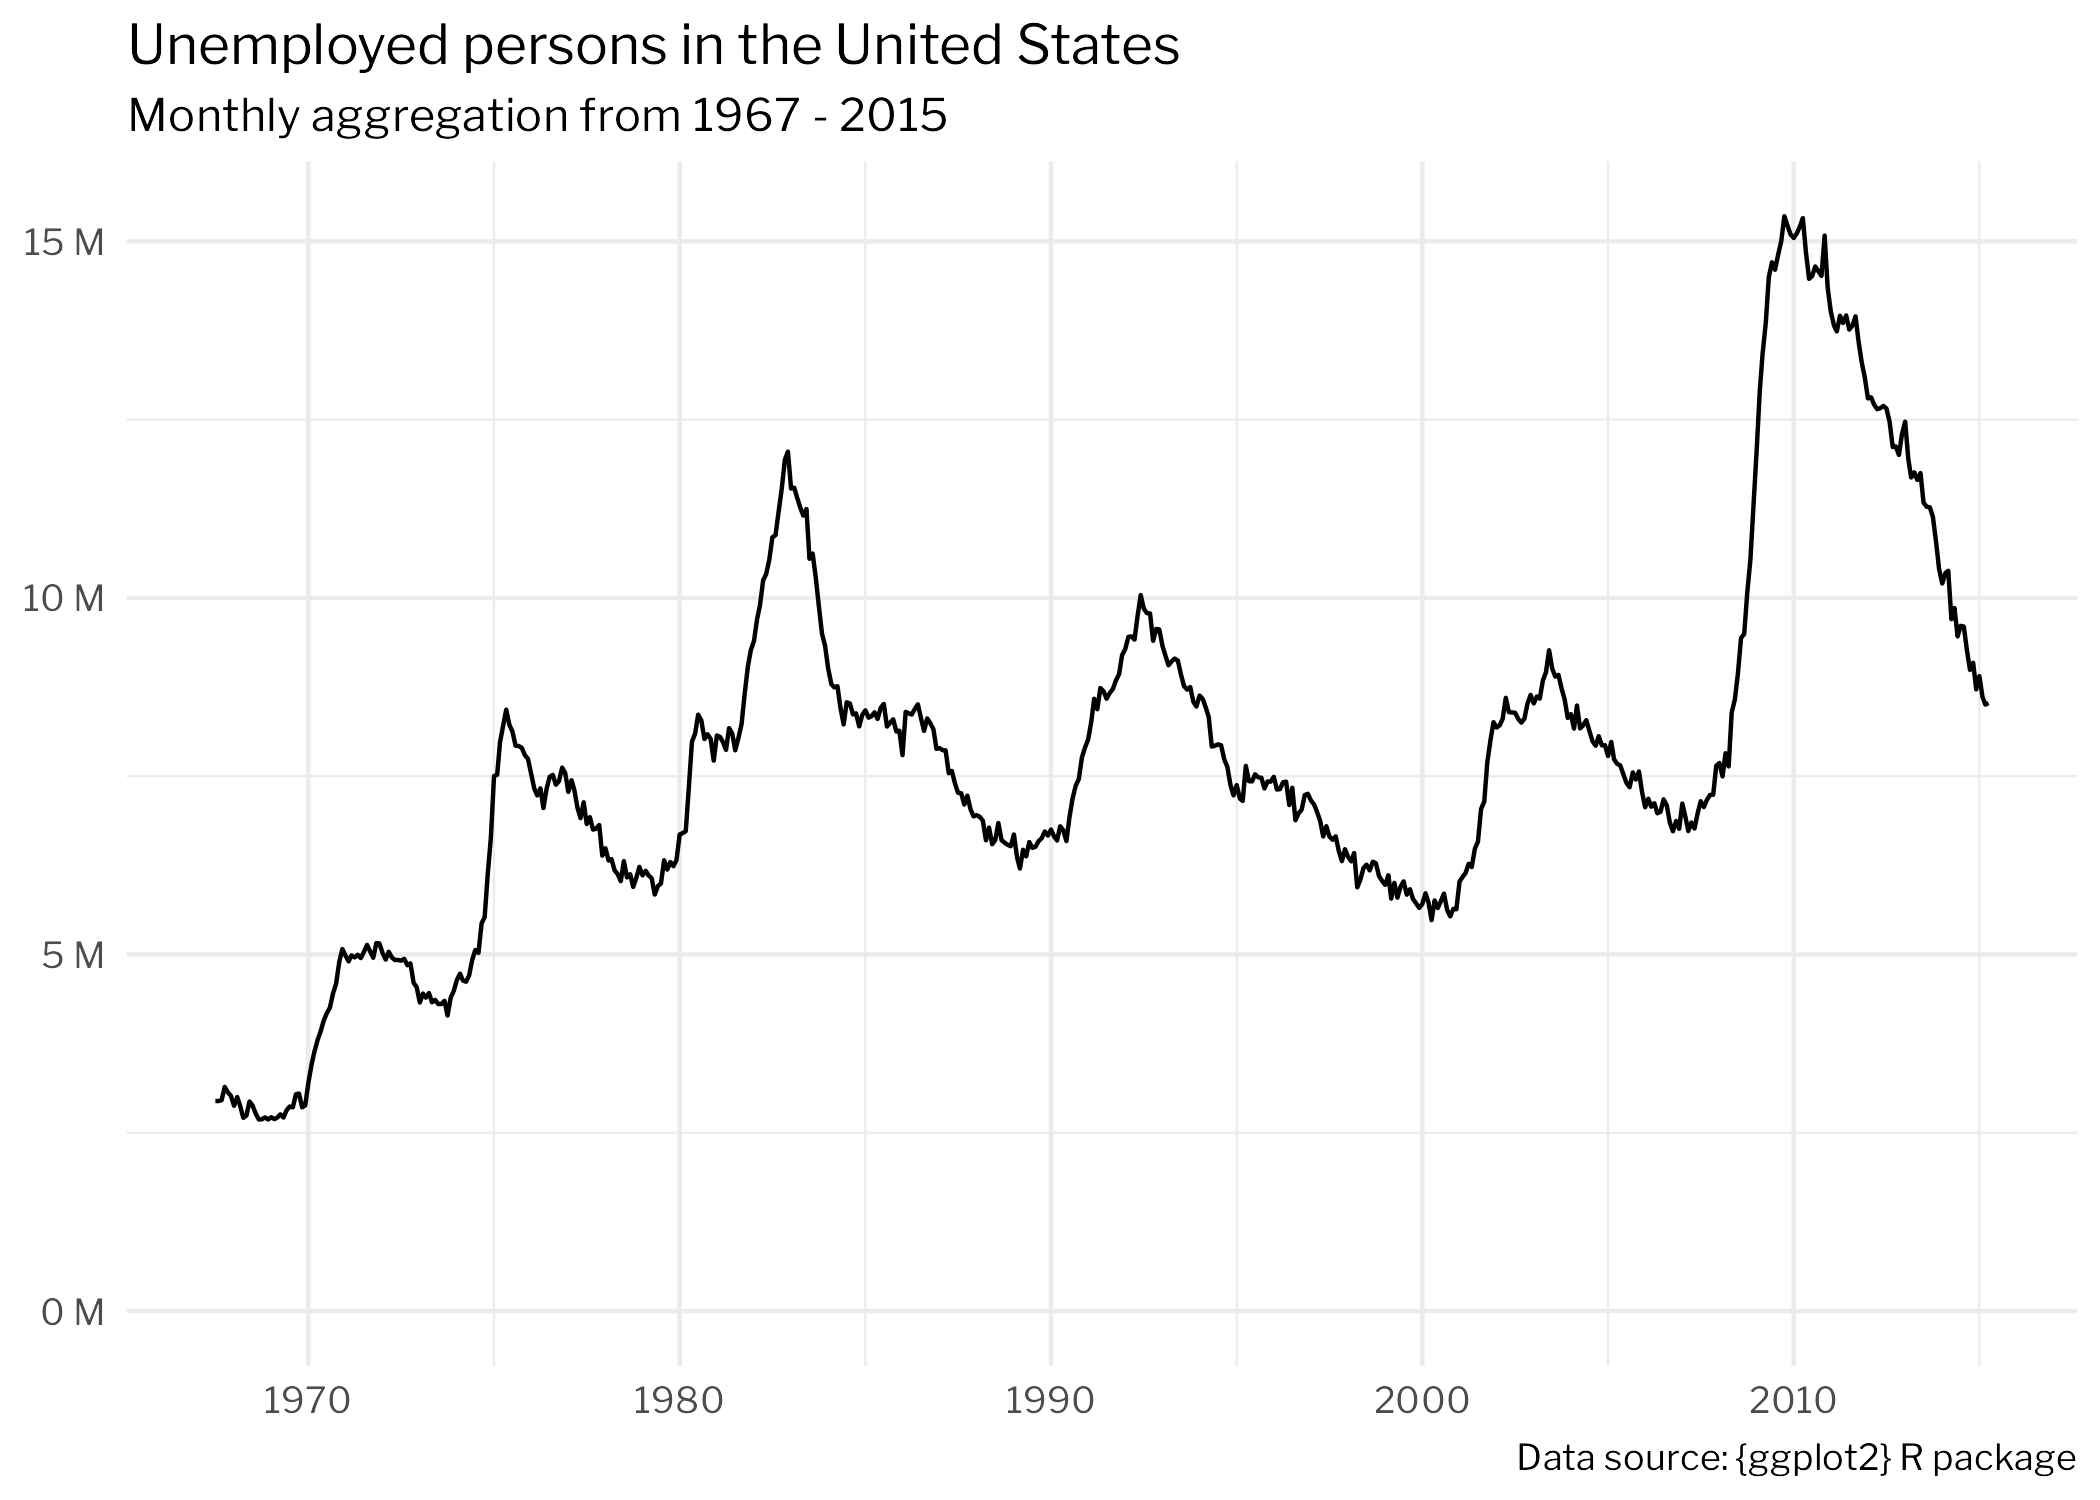 Unemployed persons in the United States
Monthly aggregation from 1967 - 2015
15 M
10 M
5 M
0 M
1970 1980 1990 2000 2010
Data source: {ggplot2} R package